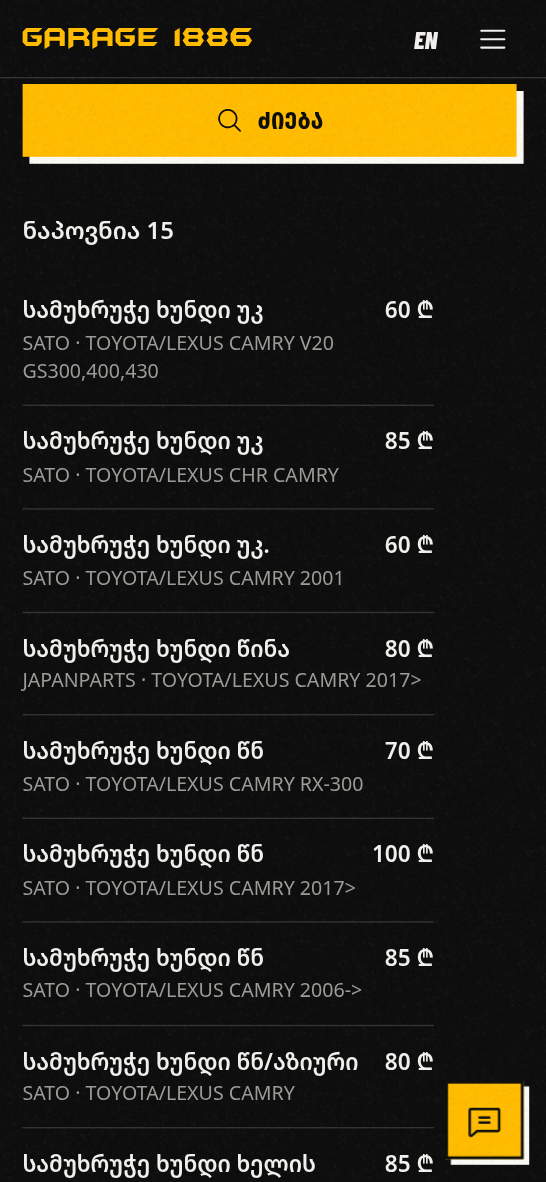 GARAGE 1886
EN
ძიება
ნაპოვნია 15
სამუხრუჭე ხუნდი უკ 60 ₾
SATO · TOYOTA/LEXUS CAMRY V20
GS300,400,430
სამუხრუჭე ხუნდი უკ 85 ₾
SATO · TOYOTA/LEXUS CHR CAMRY
სამუხრუჭე ხუნდი უკ. 60 ₾
SATO · TOYOTA/LEXUS CAMRY 2001
სამუხრუჭე ხუნდი წინა 80 ₾
JAPANPARTS · TOYOTA/LEXUS CAMRY 2017>
სამუხრუჭე ხუნდი წნ 70 ₾
SATO · TOYOTA/LEXUS CAMRY RX-300
სამუხრუჭე ხუნდი წნ 100 ₾
SATO · TOYOTA/LEXUS CAMRY 2017>
სამუხრუჭე ხუნდი წნ 85 ₾
SATO · TOYOTA/LEXUS CAMRY 2006->
სამუხრუჭე ხუნდი წნ/აზიური 80 ₾
SATO · TOYOTA/LEXUS CAMRY
სამუხრუჭე ხუნდი ხელის 85 ₾